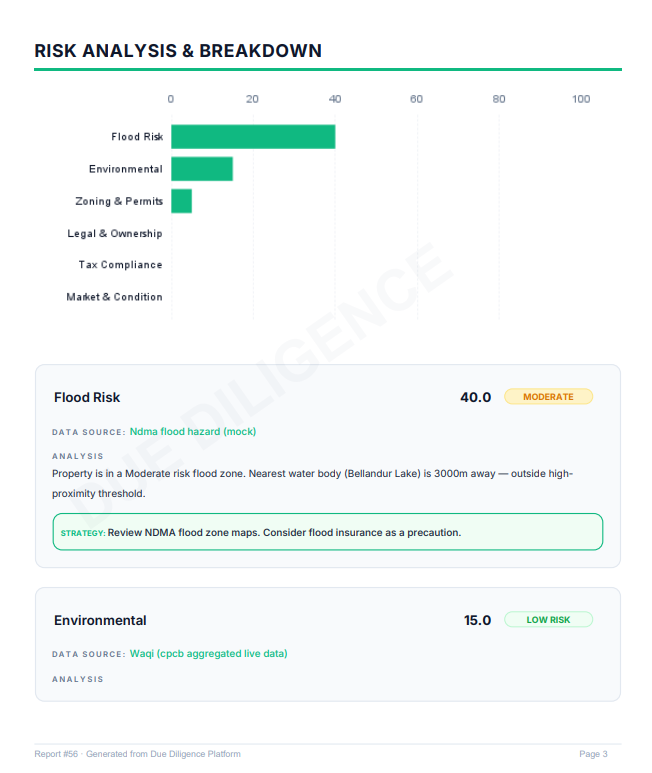 RISK ANALYSIS & BREAKDOWN
0 20 40 60 80 100
Flood Risk
Environmental
Zoning & Permits
Legal & Ownership
Tax Compliance
Market & Condition
DUE DILIGENCE
Flood Risk 40.0 MODERATE
DATA SOURCE: Ndma flood hazard (mock)
ANALYSIS
Property is in a Moderate risk flood zone. Nearest water body (Bellandur Lake) is 3000m away — outside high-
proximity threshold.
STRATEGY: Review NDMA flood zone maps. Consider flood insurance as a precaution.
Environmental 15.0 LOW RISK
DATA SOURCE: Waqi (cpcb aggregated live data)
ANALYSIS
Report #56 · Generated from Due Diligence Platform Page 3